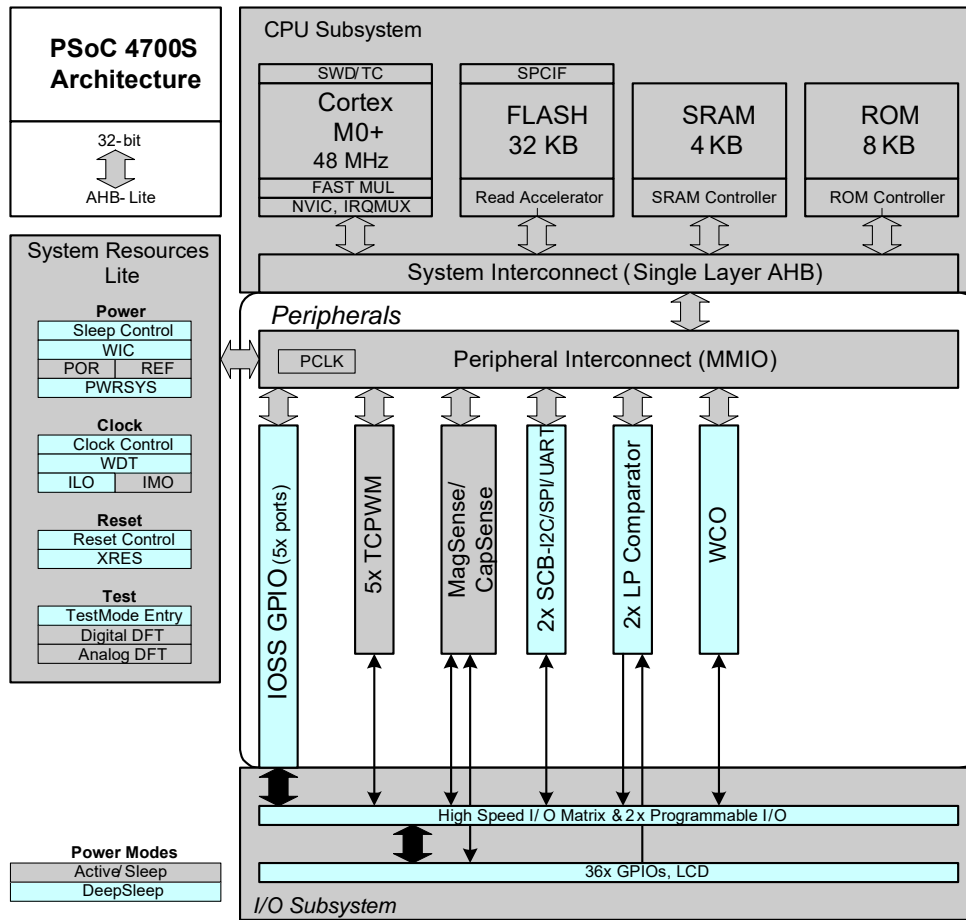 PSoC 4700S
Architecture
32-bit
AHB-Lite
CPU Subsystem
SWD/TC
Cortex
M0+
48 MHz
FAST MUL
NVIC, IRQMUX
SPCIF
FLASH
32 KB
Read Accelerator
SRAM
4 KB
SRAM Controller
ROM
8 KB
ROM Controller
System Interconnect (Single Layer AHB)
System Resources
Lite
Power
Sleep Control
WIC
POR REF
PWRSYS
Clock
Clock Control
WDT
ILO IMO
Reset
Reset Control
XRES
Test
TestMode Entry
Digital DFT
Analog DFT
Peripherals
PCLK
Peripheral Interconnect (MMIO)
IOSS GPIO (5x ports)
5x TCPWM
MagSense/
CapSense
2x SCB-I2C/SPI/UART
2x LP Comparator
WCO
High Speed I/O Matrix & 2x Programmable I/O
36x GPIOs, LCD
I/O Subsystem
Power Modes
Active/Sleep
DeepSleep